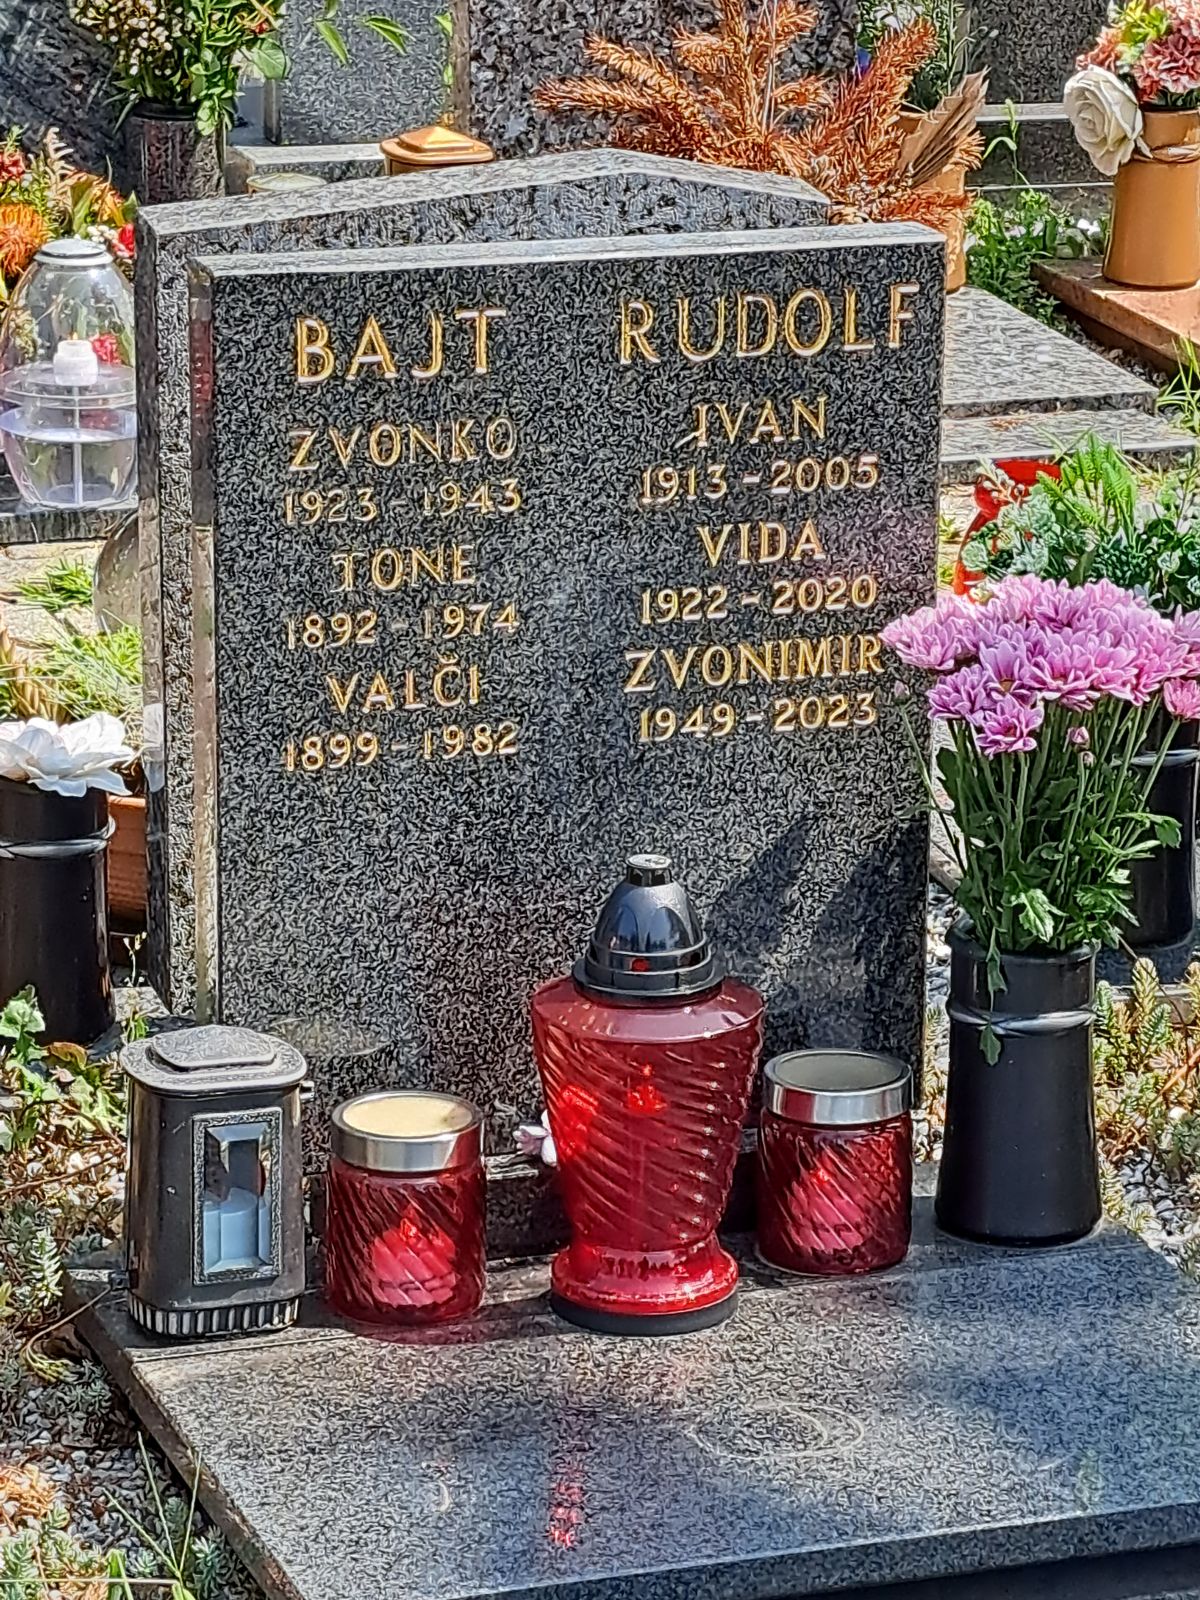 BAJT
ZVONKO
1923 - 1943
TONE
1892 - 1974
VALČI
1899 - 1982
RUDOLF
IVAN
1913 - 2005
VIDA
1922 - 2020
ZVONIMIR
1949 - 2023